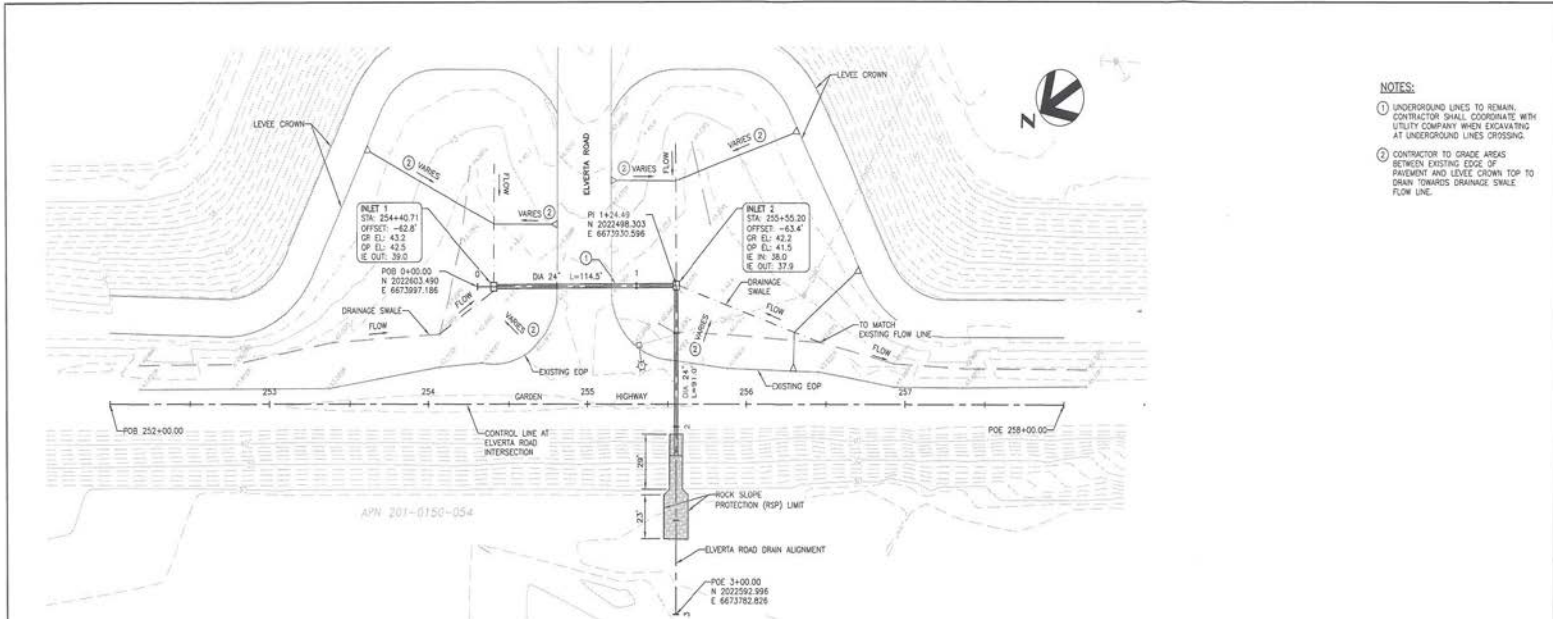 LEVEE CROWN
LEVEE CROWN
N
NOTES:
1 UNDERGROUND LINES TO REMAIN.
CONTRACTOR SHALL COORDINATE WITH
UTILITY COMPANY WHEN EXCAVATING
AT UNDERGROUND LINES CROSSING.
2 CONTRACTOR TO GRADE AREAS
BETWEEN EXISTING EDGE OF
PAVEMENT AND LEVEE CROWN TOP TO
DRAIN TOWARDS DRAINAGE SWALE
FLOW LINE.
2 VARIES
FLOW
ELVERTA ROAD
2 VARIES
FLOW
VARIES 2
VARIES 2
INLET 1
STA: 254+40.71
OFFSET: -62.8'
GR EL: 43.2
OP EL: 42.5
IE OUT: 39.0
PI 1+24.49
N 2022498.303
E 6673930.596
INLET 2
STA: 255+55.20
OFFSET: -63.4'
GR EL: 42.2
OP EL: 41.5
IE IN: 38.0
IE OUT: 37.9
POB 0+00.00
N 2022603.490
E 6673997.186
0
DIA 24" L=114.5'
1
1
DRAINAGE SWALE
FLOW
FLOW
VARIES 2
2 VARIES
DRAINAGE
SWALE
FLOW
TO MATCH
EXISTING FLOW LINE
FLOW
EXISTING EOP
DIA 24"
L=91.0'
EXISTING EOP
253
254
255
256
257
GARDEN HIGHWAY
POB 252+00.00
CONTROL LINE AT
ELVERTA ROAD
INTERSECTION
2
POE 258+00.00
29'
23'
ROCK SLOPE
PROTECTION (RSP) LIMIT
APN 201-0150-054
ELVERTA ROAD DRAIN ALIGNMENT
POE 3+00.00
N 2022592.996
E 6673782.826
3